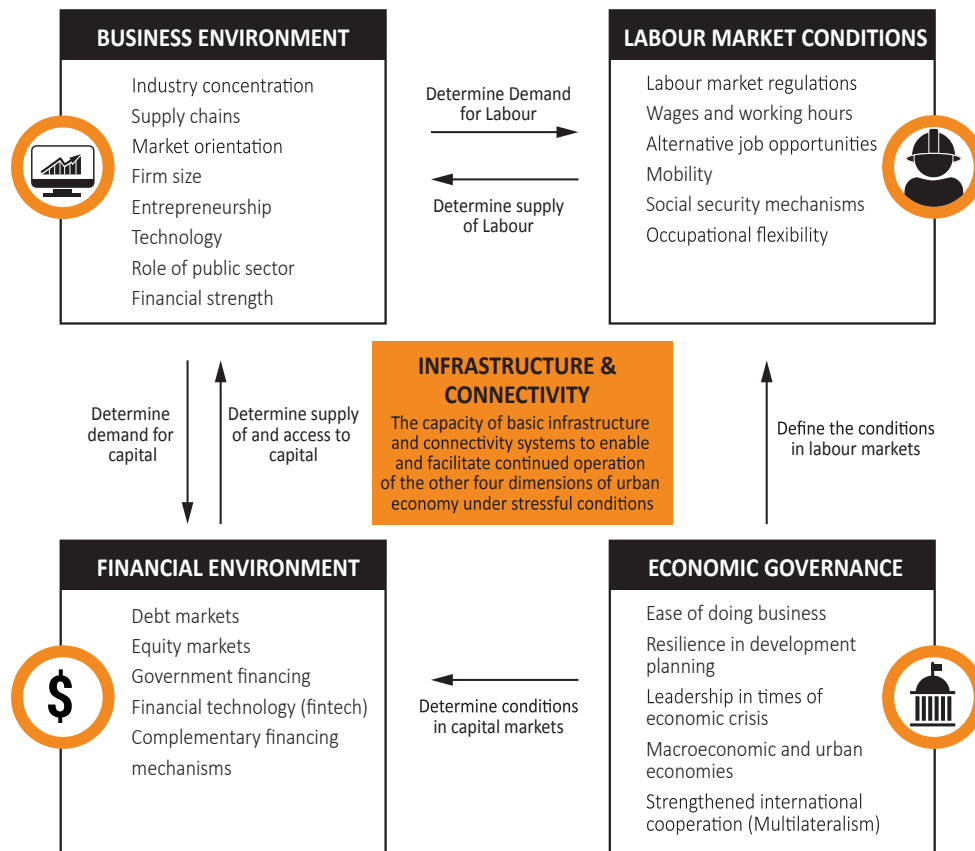 BUSINESS ENVIRONMENT
Industry concentration
Supply chains
Market orientation
Firm size
Entrepreneurship
Technology
Role of public sector
Financial strength
Determine Demand
for Labour
Determine supply
of Labour
LABOUR MARKET CONDITIONS
Labour market regulations
Wages and working hours
Alternative job opportunities
Mobility
Social security mechanisms
Occupational flexibility
Determine
demand for
capital
Determine supply
of and access to
capital
INFRASTRUCTURE &
CONNECTIVITY
The capacity of basic infrastructure
and connectivity systems to enable
and facilitate continued operation
of the other four dimensions of urban
economy under stressful conditions
Define the conditions
in labour markets
FINANCIAL ENVIRONMENT
Debt markets
Equity markets
Government financing
Financial technology (fintech)
Complementary financing
mechanisms
$
Determine conditions
in capital markets
ECONOMIC GOVERNANCE
Ease of doing business
Resilience in development
planning
Leadership in times of
economic crisis
Macroeconomic and urban
economies
Strengthened international
cooperation (Multilateralism)